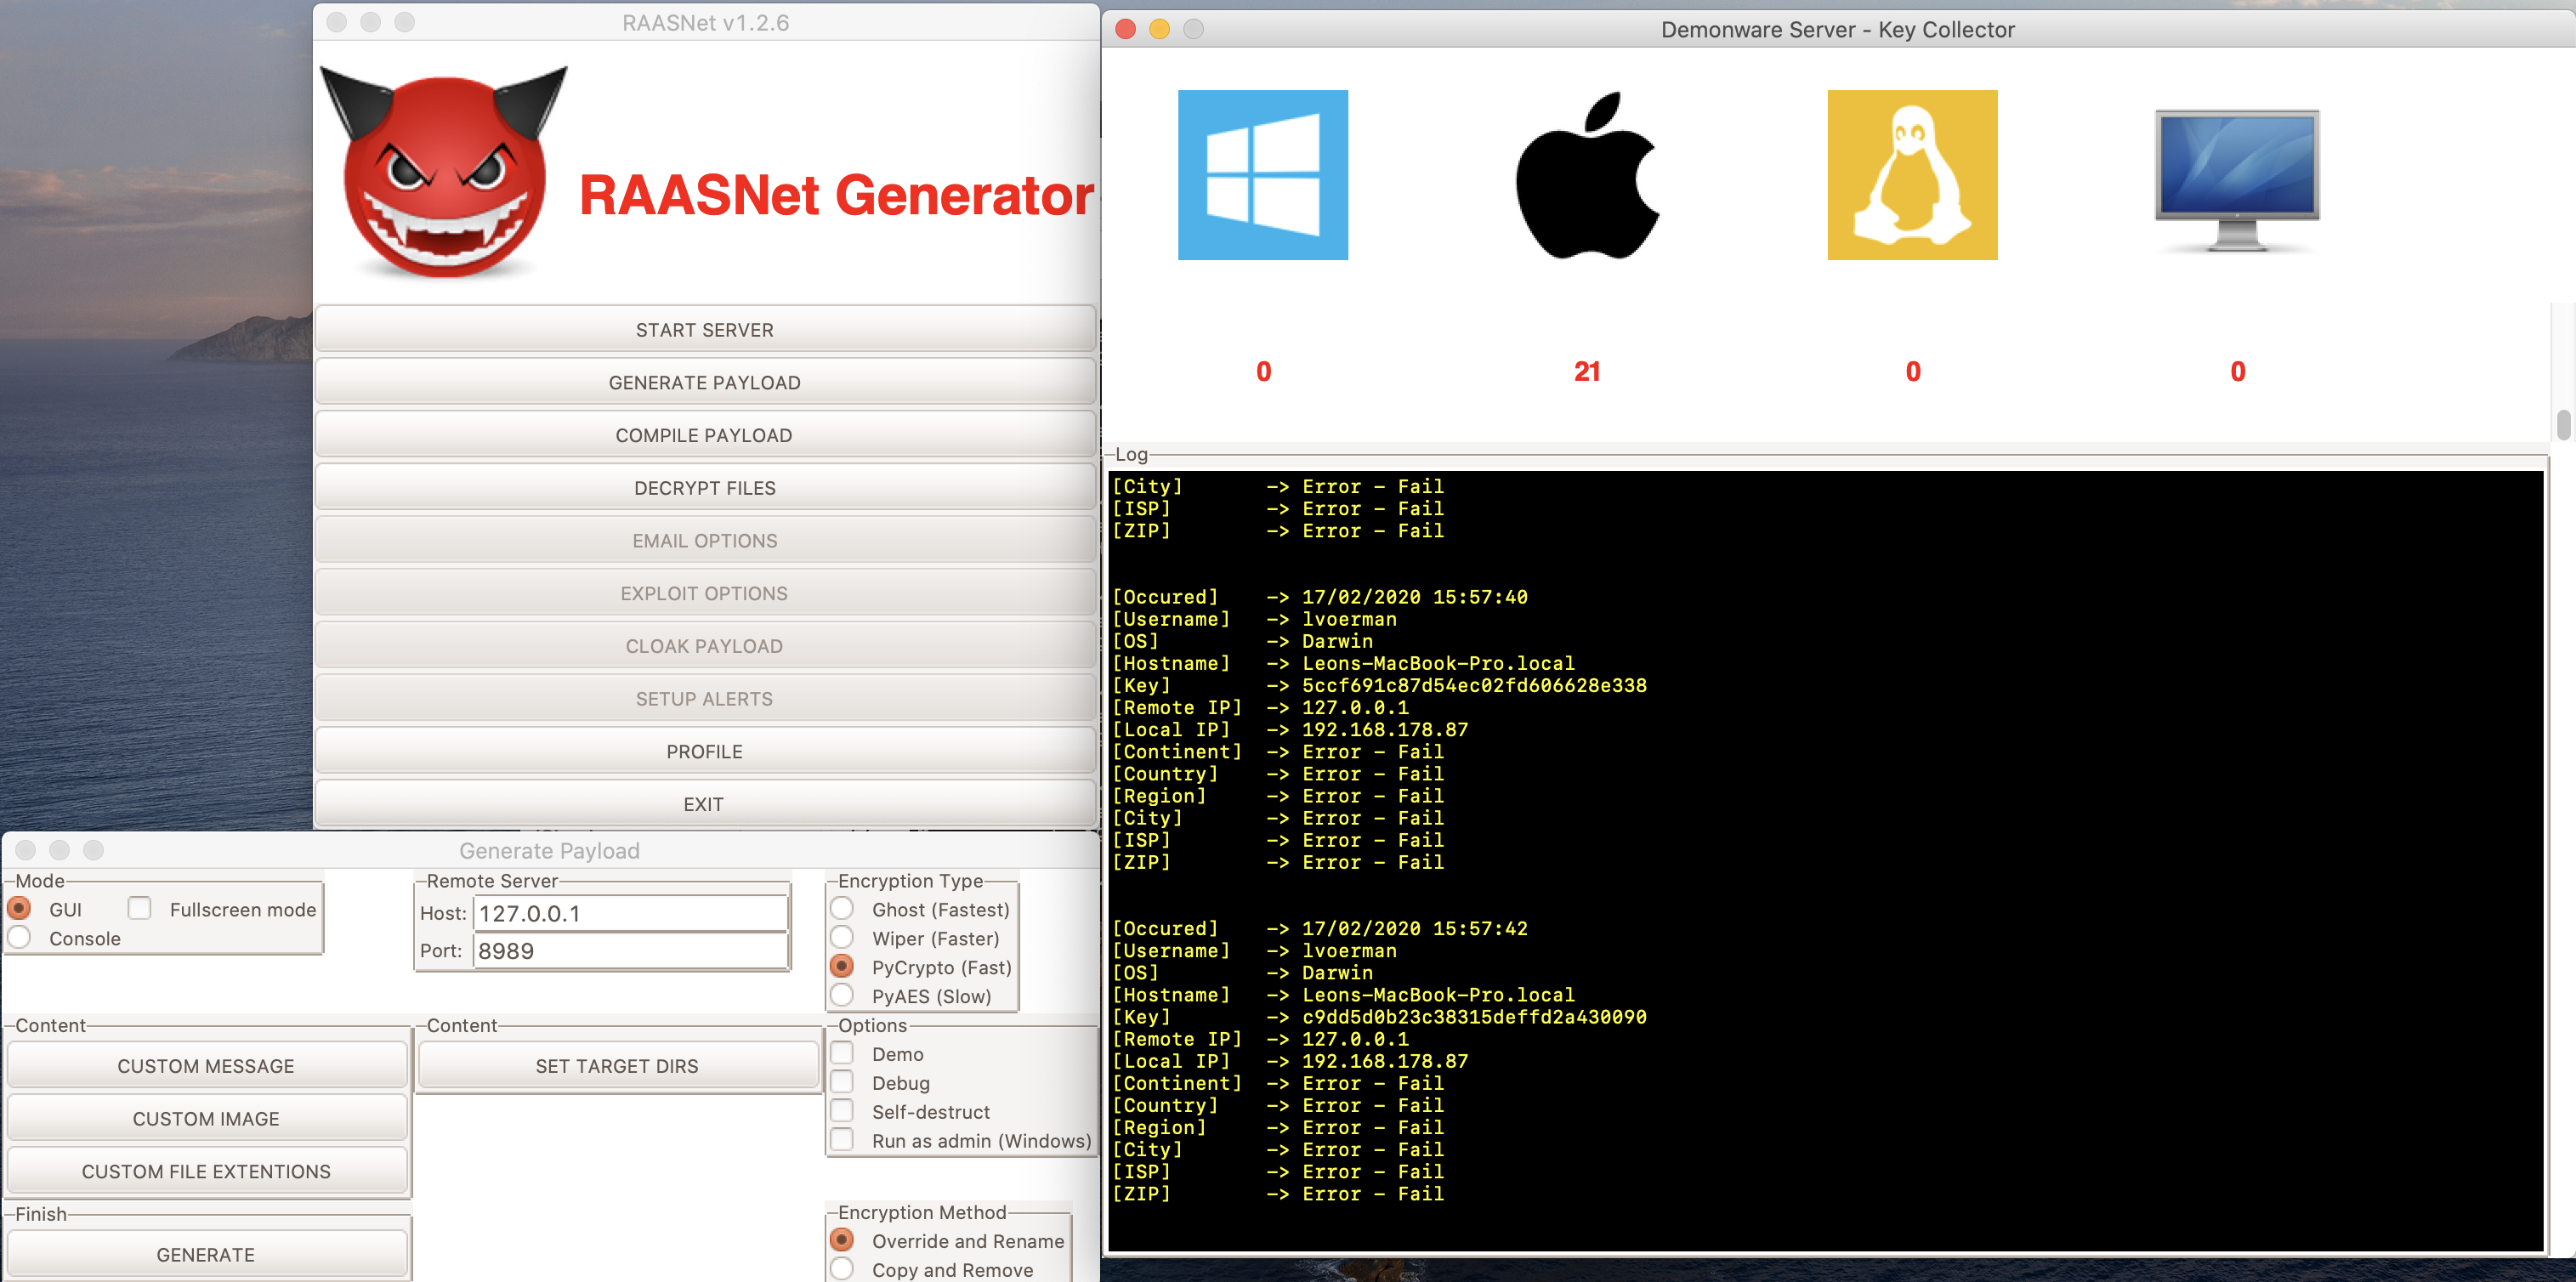 RAASNet v1.2.6
RAASNet Generator
START SERVER
GENERATE PAYLOAD
COMPILE PAYLOAD
DECRYPT FILES
EMAIL OPTIONS
EXPLOIT OPTIONS
CLOAK PAYLOAD
SETUP ALERTS
PROFILE
EXIT
Generate Payload
Mode
GUI
Fullscreen mode
Console
Remote Server
Host: 127.0.0.1
Port: 8989
Encryption Type
Ghost (Fastest)
Wiper (Faster)
PyCrypto (Fast)
PyAES (Slow)
Content
CUSTOM MESSAGE
CUSTOM IMAGE
CUSTOM FILE EXTENTIONS
Content
SET TARGET DIRS
Options
Demo
Debug
Self-destruct
Run as admin (Windows)
Finish
GENERATE
Encryption Method
Override and Rename
Copy and Remove
Demonware Server - Key Collector
0 21 0 0
Log
[City] -> Error - Fail
[ISP] -> Error - Fail
[ZIP] -> Error - Fail
[Occured] -> 17/02/2020 15:57:40
[Username] -> lvoerman
[OS] -> Darwin
[Hostname] -> Leons-MacBook-Pro.local
[Key] -> 5ccf691c87d54ec02fd606628e338
[Remote IP] -> 127.0.0.1
[Local IP] -> 192.168.178.87
[Continent] -> Error - Fail
[Country] -> Error - Fail
[Region] -> Error - Fail
[City] -> Error - Fail
[ISP] -> Error - Fail
[ZIP] -> Error - Fail
[Occured] -> 17/02/2020 15:57:42
[Username] -> lvoerman
[OS] -> Darwin
[Hostname] -> Leons-MacBook-Pro.local
[Key] -> c9dd5d0b23c38315deffd2a430090
[Remote IP] -> 127.0.0.1
[Local IP] -> 192.168.178.87
[Continent] -> Error - Fail
[Country] -> Error - Fail
[Region] -> Error - Fail
[City] -> Error - Fail
[ISP] -> Error - Fail
[ZIP] -> Error - Fail